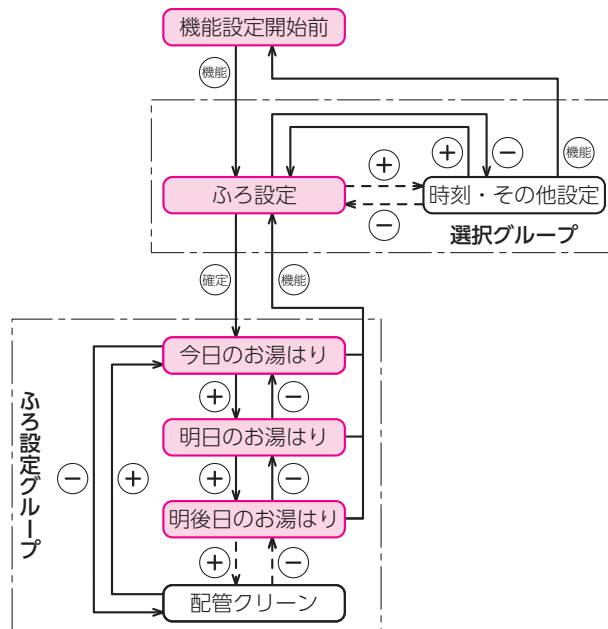 機能設定開始前
機能
＋
－
機能
ふろ設定
＋
－
時刻・その他設定
選択グループ
確定
機能
ふろ設定グループ
今日のお湯はり
－
＋
＋
－
明日のお湯はり
＋
－
明後日のお湯はり
＋
－
配管クリーン